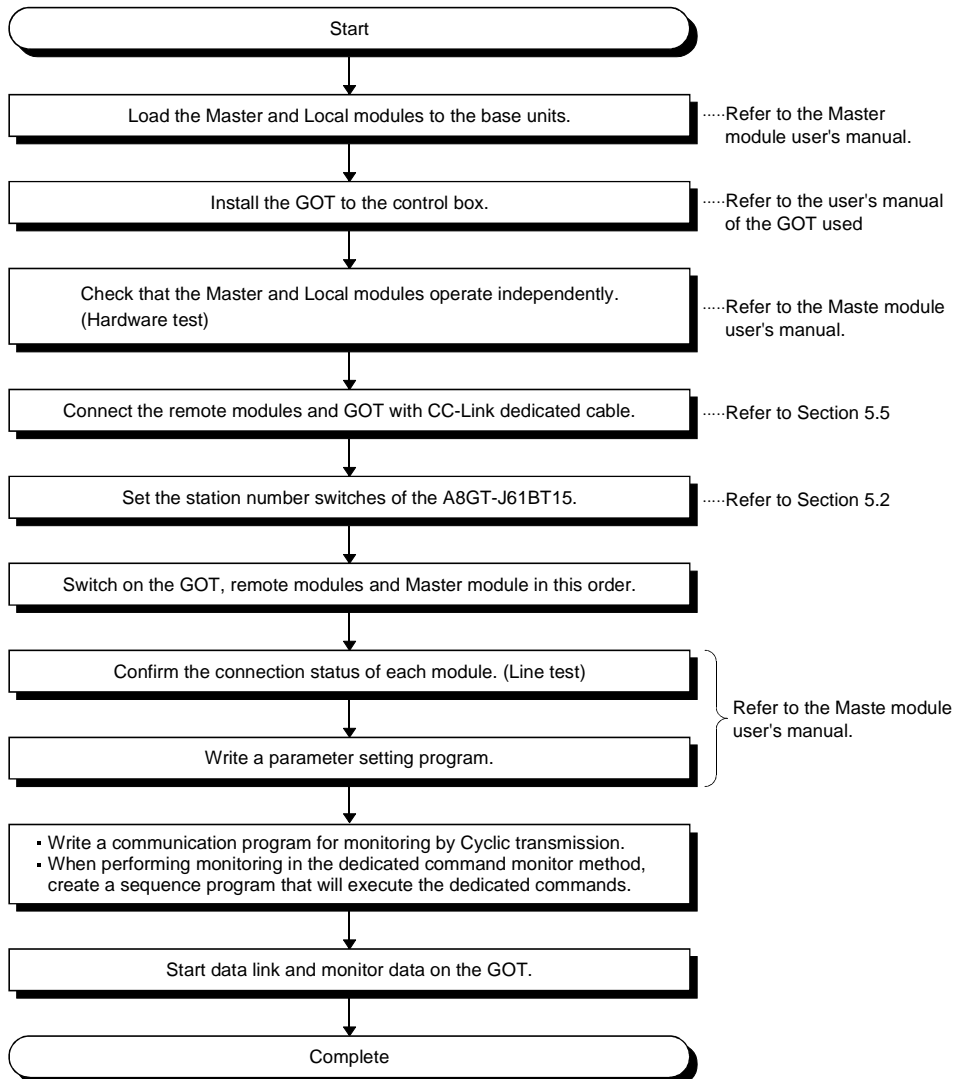 Start
Load the Master and Local modules to the base units.
·····Refer to the Master
module user's manual.
Install the GOT to the control box.
·····Refer to the user's manual
of the GOT used
Check that the Master and Local modules operate independently.
(Hardware test)
·····Refer to the Maste module
user's manual.
Connect the remote modules and GOT with CC-Link dedicated cable.
·····Refer to Section 5.5
Set the station number switches of the A8GT-J61BT15.
·····Refer to Section 5.2
Switch on the GOT, remote modules and Master module in this order.
Confirm the connection status of each module. (Line test)
Write a parameter setting program.
Refer to the Maste module
user's manual.
▪ Write a communication program for monitoring by Cyclic transmission.
▪ When performing monitoring in the dedicated command monitor method,
create a sequence program that will execute the dedicated commands.
Start data link and monitor data on the GOT.
Complete